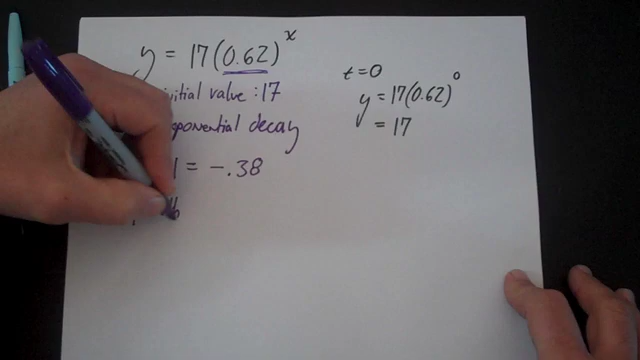 y = 17(0.62)^x
initial value : 17
exponential decay
1 = -.38
t=0
y = 17(0.62)^0
= 17